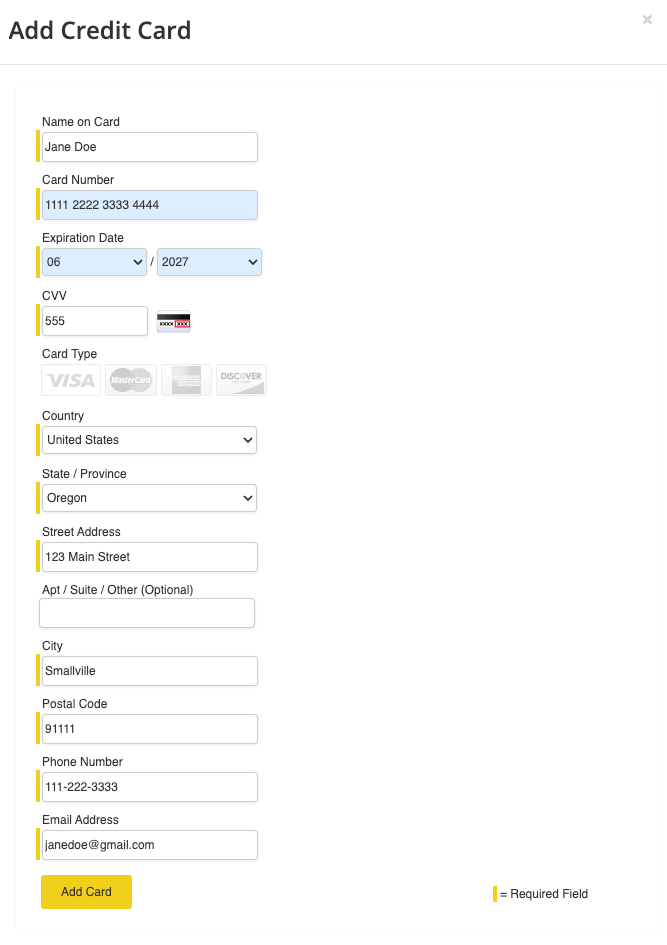 Add Credit Card
×
Name on Card
Jane Doe
Card Number
1111 2222 3333 4444
Expiration Date
06 / 2027
CVV
555
XXXX XXX
Card Type
VISA MasterCard AMERICAN EXPRESS DISCOVER
Country
United States
State / Province
Oregon
Street Address
123 Main Street
Apt / Suite / Other (Optional)
City
Smallville
Postal Code
91111
Phone Number
111-222-3333
Email Address
janedoe@gmail.com
Add Card
= Required Field